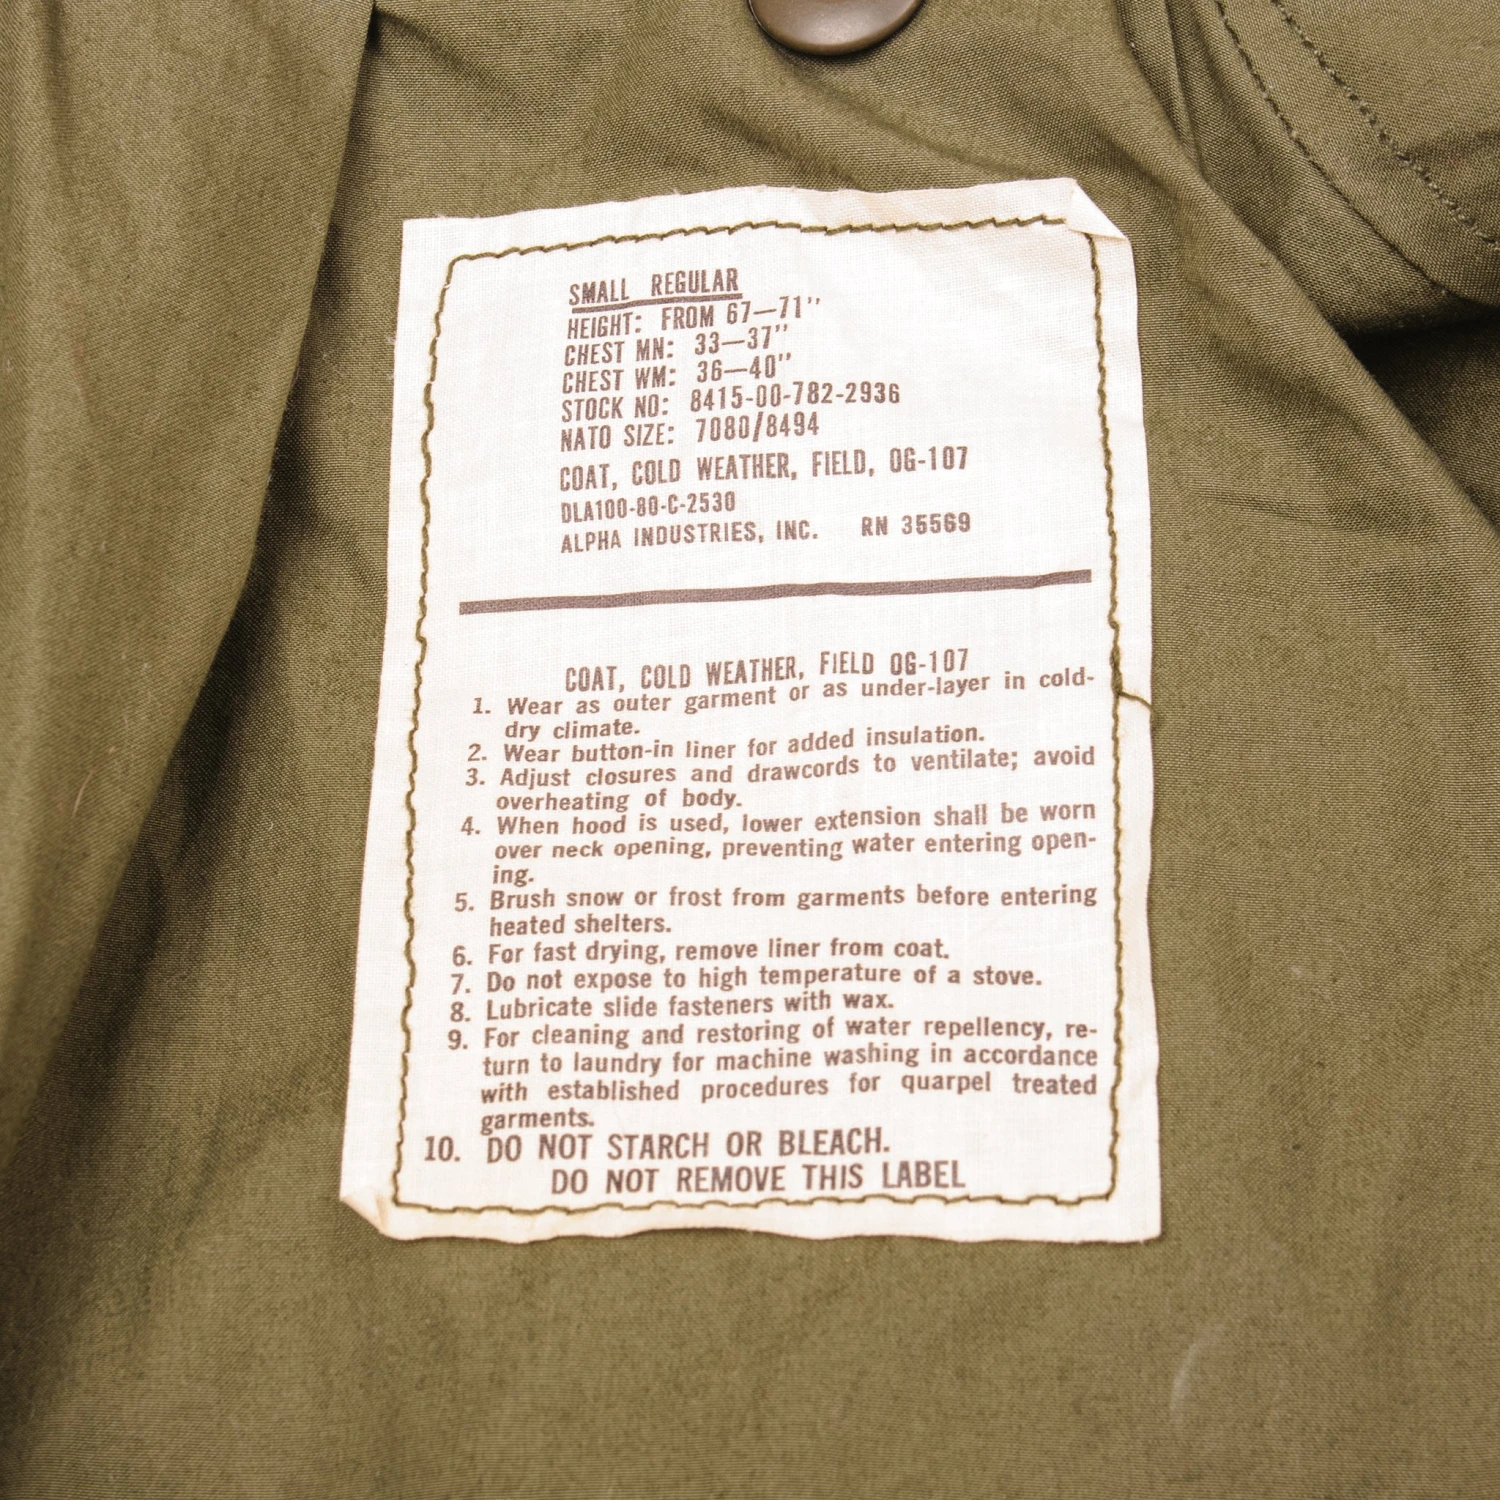 SMALL REGULAR
HEIGHT: FROM 67—71"
CHEST MN: 33—37"
CHEST WM: 36—40"
STOCK NO: 8415-00-782-2936
NATO SIZE: 7080/8494
COAT, COLD WEATHER, FIELD, OG-107
DLA100-80-C-2530
ALPHA INDUSTRIES, INC. RN 35569
COAT, COLD WEATHER, FIELD OG-107
1. Wear as outer garment or as under-layer in cold-
dry climate.
2. Wear button-in liner for added insulation.
3. Adjust closures and drawcords to ventilate; avoid
overheating of body.
4. When hood is used, lower extension shall be worn
over neck opening, preventing water entering open-
ing.
5. Brush snow or frost from garments before entering
heated shelters.
6. For fast drying, remove liner from coat.
7. Do not expose to high temperature of a stove.
8. Lubricate slide fasteners with wax.
9. For cleaning and restoring of water repellency, re-
turn to laundry for machine washing in accordance
with established procedures for quarpel treated
garments.
10. DO NOT STARCH OR BLEACH.
DO NOT REMOVE THIS LABEL